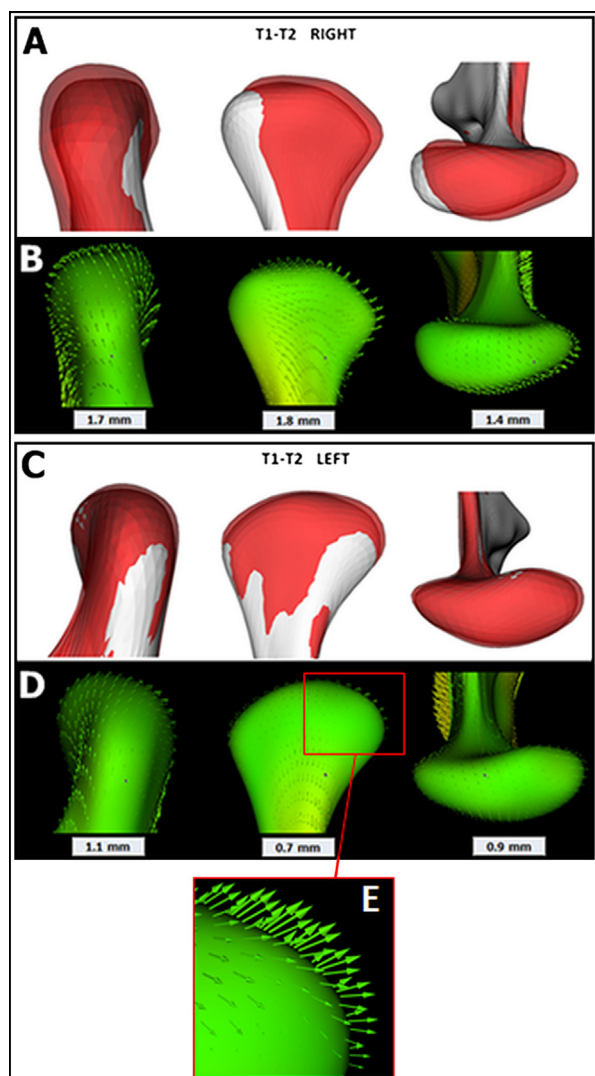 A
T1-T2 RIGHT
B
1.7 mm
1.8 mm
1.4 mm
C
T1-T2 LEFT
D
1.1 mm
0.7 mm
0.9 mm
E